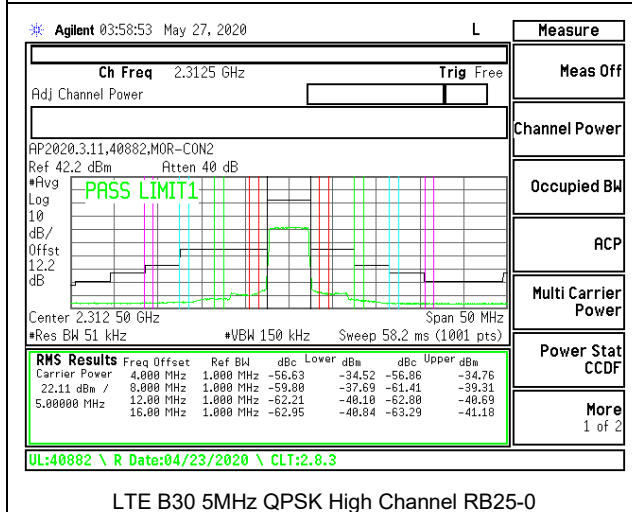 Agilent 03:58:53 May 27, 2020 L
Measure
Ch Freq 2.3125 GHz Trig Free
Meas Off
Adj Channel Power
Channel Power
AP2020.3.11,40882,MOR-CON2
Ref 42.2 dBm Atten 40 dB
#Avg
PASS LIMIT1
Occupied BW
Log
10
dB/
ACP
Offst
12.2
dB
Multi Carrier
Power
Center 2.312 50 GHz Span 50 MHz
#Res BW 51 kHz #VBW 150 kHz Sweep 58.2 ms (1001 pts)
Power Stat
CCDF
RMS Results Freq Offset Ref BW dBc Lower dBm dBc Upper dBm
Carrier Power 4.000 MHz 1.000 MHz -56.63 -34.52 -56.86 -34.76
22.11 dBm / 8.000 MHz 1.000 MHz -59.80 -37.69 -61.41 -39.31
5.00000 MHz 12.00 MHz 1.000 MHz -62.21 -40.10 -62.80 -40.69
16.00 MHz 1.000 MHz -62.95 -40.84 -63.29 -41.18
More
1 of 2
UL:40882 \ R Date:04/23/2020 \ CLT:2.8.3
LTE B30 5MHz QPSK High Channel RB25-0